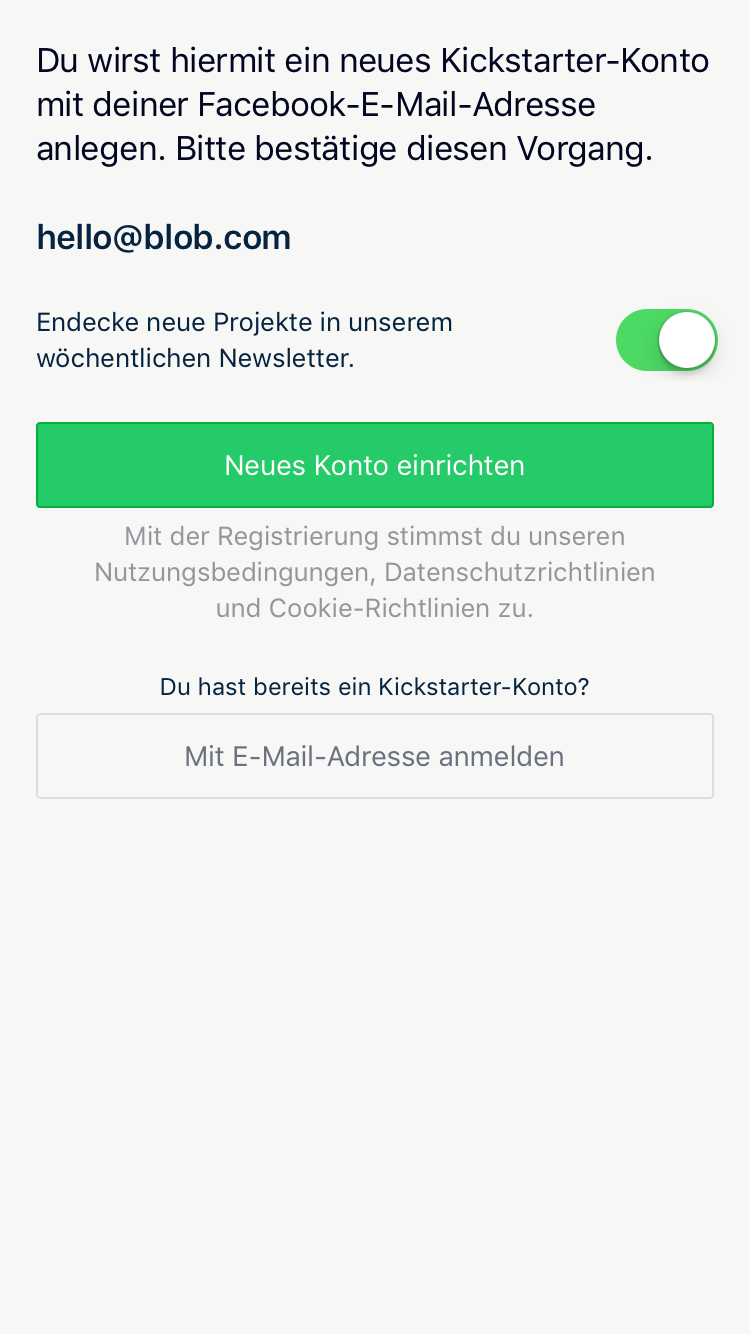 Du wirst hiermit ein neues Kickstarter-Konto
mit deiner Facebook-E-Mail-Adresse
anlegen. Bitte bestätige diesen Vorgang.
hello@blob.com
Endecke neue Projekte in unserem
wöchentlichen Newsletter.
Neues Konto einrichten
Mit der Registrierung stimmst du unseren
Nutzungsbedingungen, Datenschutzrichtlinien
und Cookie-Richtlinien zu.
Du hast bereits ein Kickstarter-Konto?
Mit E-Mail-Adresse anmelden